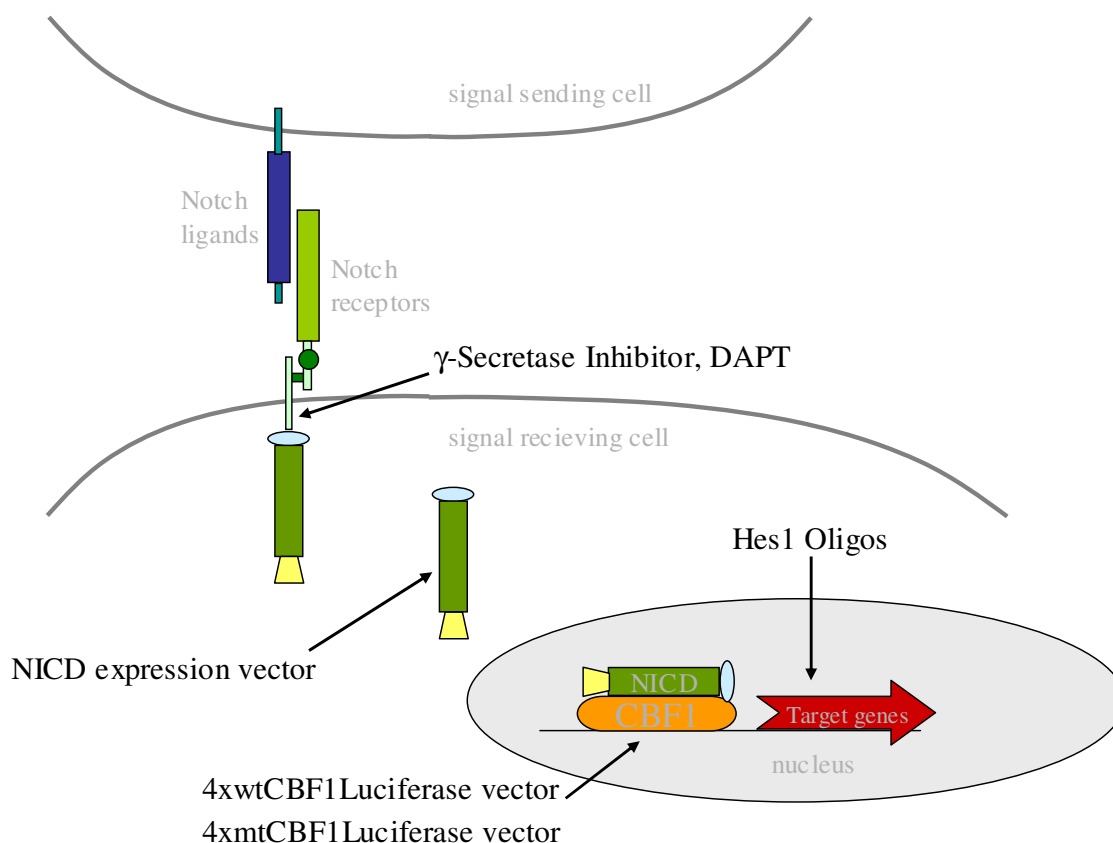 signal sending cell
Notch
ligands
Notch
receptors
γ-Secretase Inhibitor, DAPT
signal recieving cell
Hes1 Oligos
NICD expression vector
NICD
CBF1
Target genes
nucleus
4xwtCBF1Luciferase vector
4xmtCBF1Luciferase vector